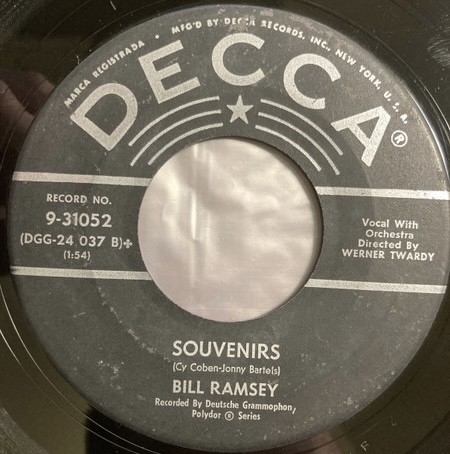 MARCA REGISTRADA • MF'G'D BY DECCA RECORDS, INC., NEW YORK, U. S. A.
DECCA®
RECORD NO.
9-31052
(DGG-24 037 B)+
(1:54)
Vocal With
Orchestra
Directed By
WERNER TWARDY
SOUVENIRS
(Cy Coben-Jonny Bartels)
BILL RAMSEY
Recorded By Deutsche Grammophon,
Polydor ® Series